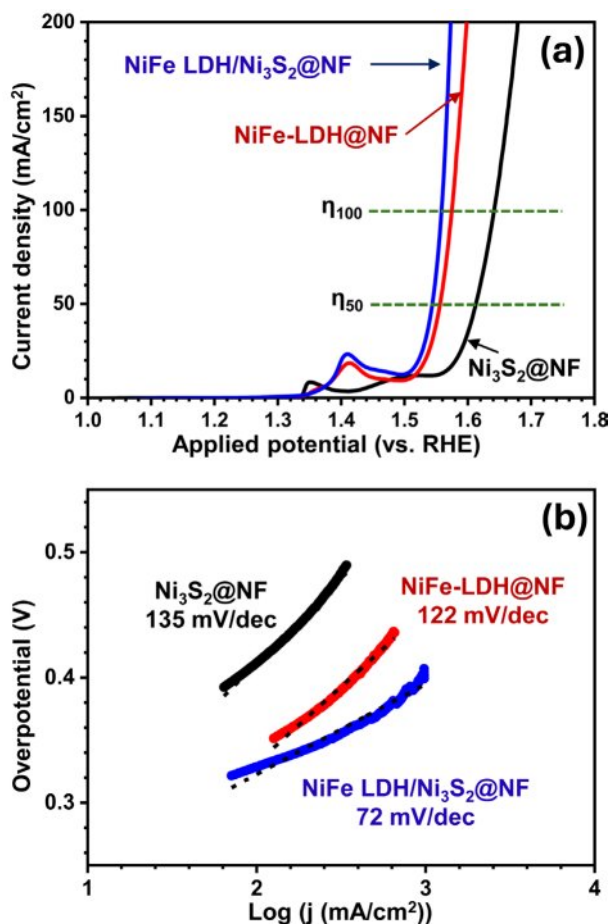 200
150
100
50
0
Current density (mA/cm²)
(a)
NiFe LDH/Ni₃S₂@NF
NiFe-LDH@NF
η₁₀₀
η₅₀
Ni₃S₂@NF
1.0 1.1 1.2 1.3 1.4 1.5 1.6 1.7 1.8
Applied potential (vs. RHE)
(b)
0.5
0.4
0.3
Overpotential (V)
Ni₃S₂@NF
135 mV/dec
NiFe-LDH@NF
122 mV/dec
NiFe LDH/Ni₃S₂@NF
72 mV/dec
1 2 3 4
Log (j (mA/cm²))